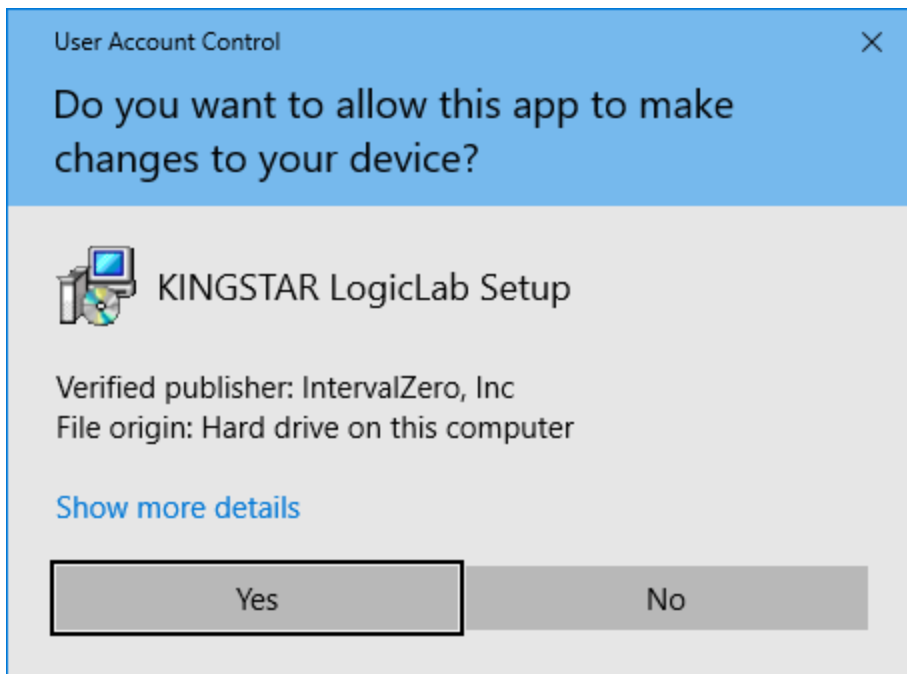 User Account Control
Do you want to allow this app to make
changes to your device?
KINGSTAR LogicLab Setup
Verified publisher: IntervalZero, Inc
File origin: Hard drive on this computer
Show more details
Yes
No